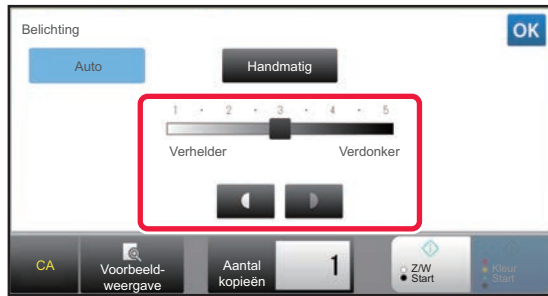 Belichting
OK
Auto
Handmatig
1 · 2 · 3 · 4 · 5
Verhelder
Verdonker
CA
Voorbeeld-
weergave
Aantal
kopieën
1
Z/W
Start
Kleur
Start